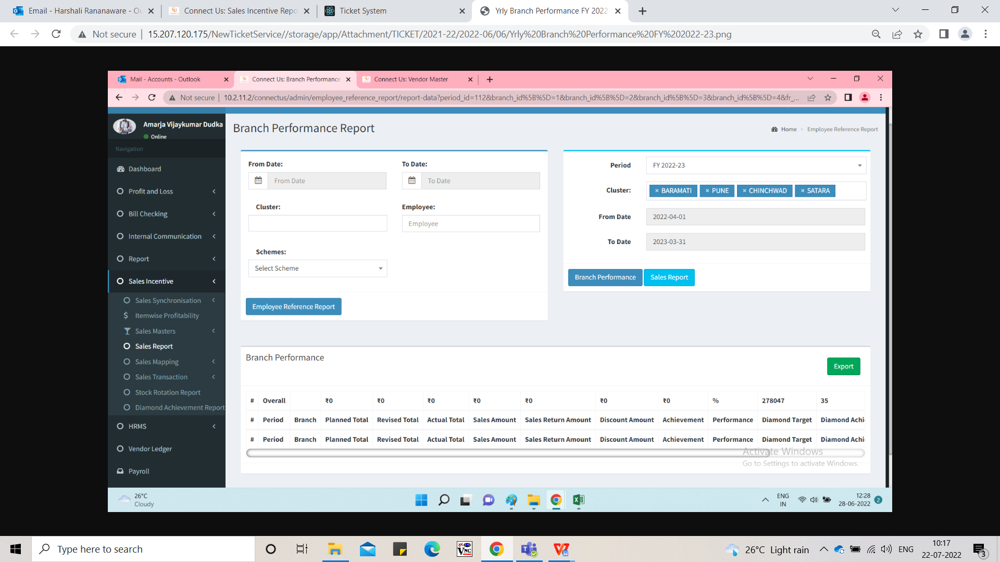 Email - Harshali Rananaware - Ou
Connect Us: Sales Incentive Repo
Ticket System
Yrly Branch Performance FY 2022
Not secure
15.207.120.175/NewTicketService//storage/app/Attachment/TICKET/2021-22/2022-06/06/Yrly%20Branch%20Performance%20FY%202022-23.png
Mail - Accounts - Outlook
Connect Us: Branch Performance
Connect Us: Vendor Master
Not secure
10.2.11.2/connectus/admin/employee_reference_report/report-data?period_id=112&branch_id%5B%5D=1&branch_id%5B%5D=2&branch_id%5B%5D=3&branch_id%5B%5D=4&fr_...
Amarja Vijaykumar Dudka
Online
Navigation
Dashboard
Profit and Loss
Bill Checking
Internal Communication
Report
Sales Incentive
Sales Synchronisation
$ Itemwise Profitability
Sales Masters
Sales Report
Sales Mapping
Sales Transaction
Stock Rotation Report
Diamond Achievement Report
HRMS
Vendor Ledger
Payroll
Branch Performance Report
Home > Employee Reference Report
From Date:
To Date:
From Date
To Date
Cluster:
Employee:
Employee
Schemes:
Select Scheme
Employee Reference Report
Period
FY 2022-23
Cluster:
× BARAMATI × PUNE × CHINCHWAD × SATARA
From Date
2022-04-01
To Date
2023-03-31
Branch Performance
Sales Report
Branch Performance
Export
# Overall ₹0 ₹0 ₹0 ₹0 ₹0 ₹0 ₹0 % 278047 35
# Period Branch Planned Total Revised Total Actual Total Sales Amount Sales Return Amount Discount Amount Achievement Performance Diamond Target Diamond Achi
# Period Branch Planned Total Revised Total Actual Total Sales Amount Sales Return Amount Discount Amount Achievement Performance Diamond Target Diamond Achi
Activate Windows
Go to Settings to activate Windows.
26°C
Cloudy
ENG
IN
12:28
28-06-2022
2
Type here to search
VNC
26°C Light rain
ENG
10:17
22-07-2022
3